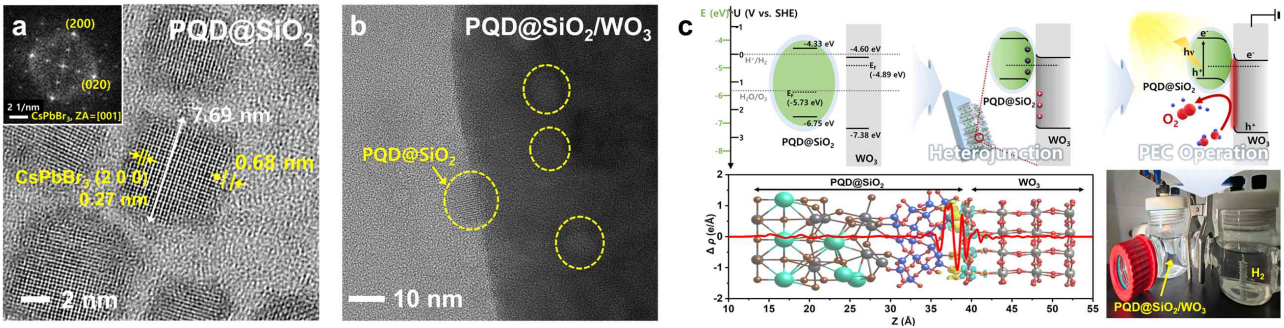 a
PQD@SiO₂
(200)
(020)
2 1/nm
CsPbBr₃, ZA=[001]
7.69 nm
0.68 nm
CsPbBr₃ (2 0 0)
0.27 nm
2 nm
b
PQD@SiO₂/WO₃
PQD@SiO₂
10 nm
c
E (eV)
U (V vs. SHE)
-4
-5
-6
-7
-8
0
1
2
3
H⁺/H₂
H₂O/O₂
-4.33 eV
-4.60 eV
E_F
(-4.89 eV)
E_F
(-5.73 eV)
-6.75 eV
-7.38 eV
PQD@SiO₂
WO₃
PQD@SiO₂
WO₃
Heterojunction
e⁻
hν
h⁺
e⁻
PQD@SiO₂
O₂
h⁺
WO₃
PEC Operation
PQD@SiO₂
WO₃
Δ ρ (e/Å)
2
1
0
-1
-2
10 15 20 25 30 35 40 45 50 55
Z (Å)
H₂
PQD@SiO₂/WO₃